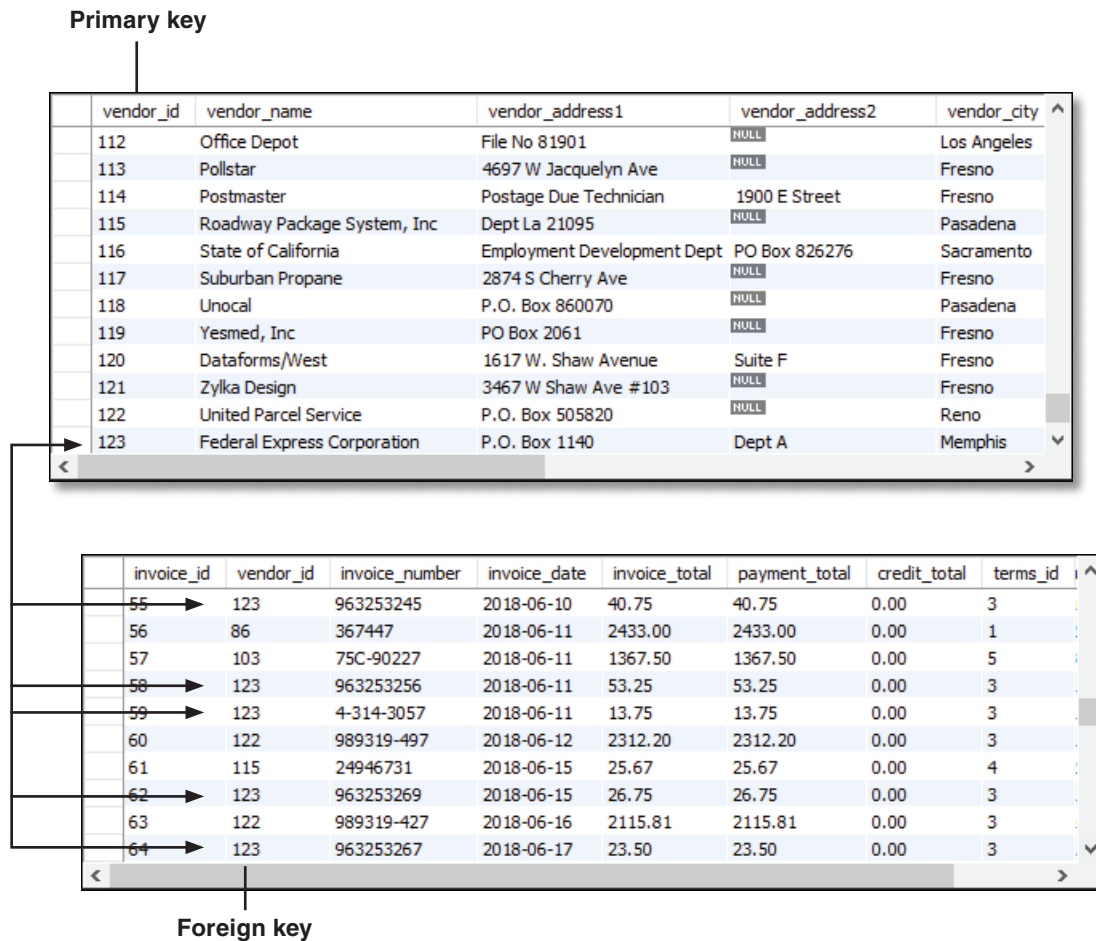 Primary key
vendor_id vendor_name vendor_address1 vendor_address2 vendor_city
112 Office Depot File No 81901 NULL Los Angeles
113 Pollstar 4697 W Jacquelyn Ave NULL Fresno
114 Postmaster Postage Due Technician 1900 E Street Fresno
115 Roadway Package System, Inc Dept La 21095 NULL Pasadena
116 State of California Employment Development Dept PO Box 826276 Sacramento
117 Suburban Propane 2874 S Cherry Ave NULL Fresno
118 Unocal P.O. Box 860070 NULL Pasadena
119 Yesmed, Inc PO Box 2061 NULL Fresno
120 Dataforms/West 1617 W. Shaw Avenue Suite F Fresno
121 Zylka Design 3467 W Shaw Ave #103 NULL Fresno
122 United Parcel Service P.O. Box 505820 NULL Reno
123 Federal Express Corporation P.O. Box 1140 Dept A Memphis
invoice_id vendor_id invoice_number invoice_date invoice_total payment_total credit_total terms_id
55 123 963253245 2018-06-10 40.75 40.75 0.00 3
56 86 367447 2018-06-11 2433.00 2433.00 0.00 1
57 103 75C-90227 2018-06-11 1367.50 1367.50 0.00 5
58 123 963253256 2018-06-11 53.25 53.25 0.00 3
59 123 4-314-3057 2018-06-11 13.75 13.75 0.00 3
60 122 989319-497 2018-06-12 2312.20 2312.20 0.00 3
61 115 24946731 2018-06-15 25.67 25.67 0.00 4
62 123 963253269 2018-06-15 26.75 26.75 0.00 3
63 122 989319-427 2018-06-16 2115.81 2115.81 0.00 3
64 123 963253267 2018-06-17 23.50 23.50 0.00 3
Foreign key